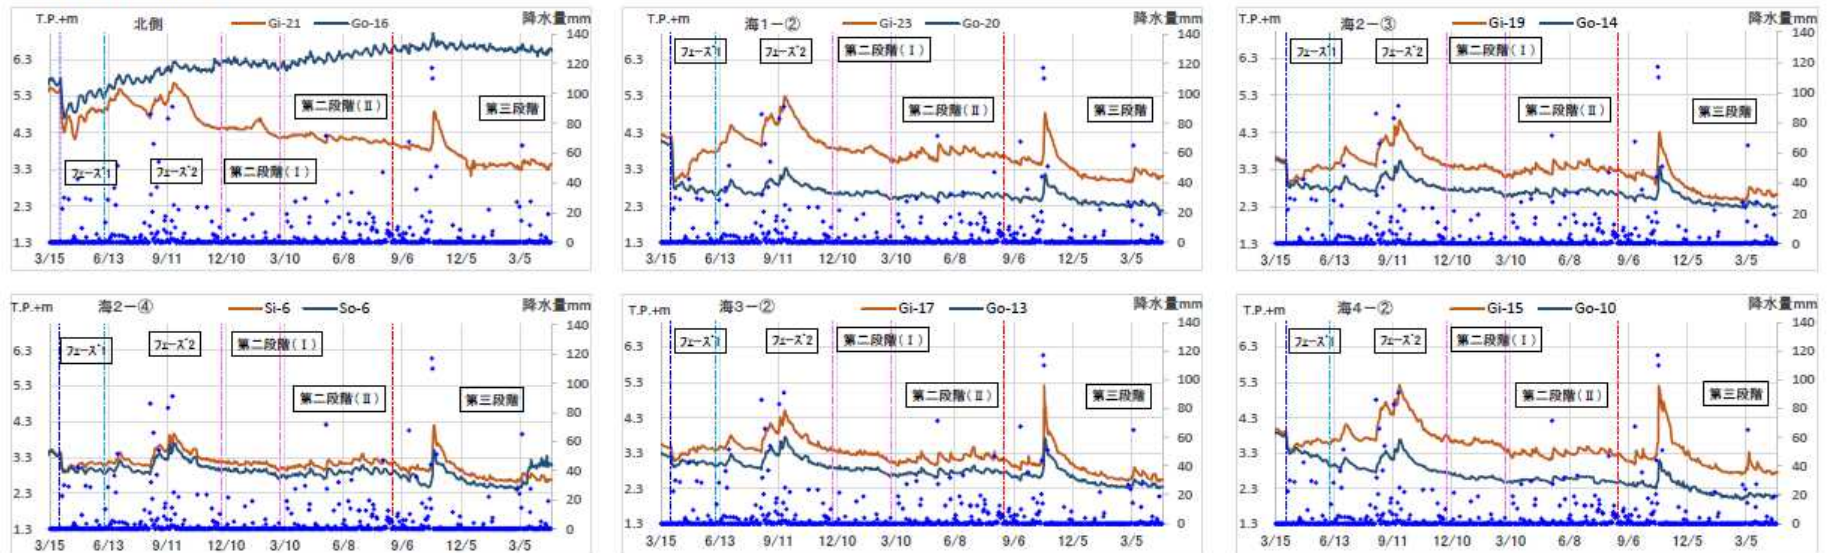 T.P.+m 北側 Gi-21 Go-16 降水量mm
フェーズ1 フェーズ2 第二段階(Ⅰ) 第二段階(Ⅱ) 第三段階
6.3 5.3 4.3 3.3 2.3 1.3
140 120 100 80 60 40 20 0
3/15 6/13 9/11 12/10 3/10 6/8 9/6 12/5 3/5
T.P.+m 海1-② Gi-23 Go-20 降水量mm
フェーズ1 フェーズ2 第二段階(Ⅰ) 第二段階(Ⅱ) 第三段階
6.3 5.3 4.3 3.3 2.3 1.3
140 120 100 80 60 40 20 0
3/15 6/13 9/11 12/10 3/10 6/8 9/6 12/5 3/5
T.P.+m 海2-③ Gi-19 Go-14 降水量mm
フェーズ1 フェーズ2 第二段階(Ⅰ) 第二段階(Ⅱ) 第三段階
6.3 5.3 4.3 3.3 2.3 1.3
140 120 100 80 60 40 20 0
3/15 6/13 9/11 12/10 3/10 6/8 9/6 12/5 3/5
T.P.+m 海2-④ Si-6 So-6 降水量mm
フェーズ1 フェーズ2 第二段階(Ⅰ) 第二段階(Ⅱ) 第三段階
6.3 5.3 4.3 3.3 2.3 1.3
140 120 100 80 60 40 20 0
3/15 6/13 9/11 12/10 3/10 6/8 9/6 12/5 3/5
T.P.+m 海3-② Gi-17 Go-13 降水量mm
フェーズ1 フェーズ2 第二段階(Ⅰ) 第二段階(Ⅱ) 第三段階
6.3 5.3 4.3 3.3 2.3 1.3
140 120 100 80 60 40 20 0
3/15 6/13 9/11 12/10 3/10 6/8 9/6 12/5 3/5
T.P.+m 海4-② Gi-15 Go-10 降水量mm
フェーズ1 フェーズ2 第二段階(Ⅰ) 第二段階(Ⅱ) 第三段階
6.3 5.3 4.3 3.3 2.3 1.3
140 120 100 80 60 40 20 0
3/15 6/13 9/11 12/10 3/10 6/8 9/6 12/5 3/5